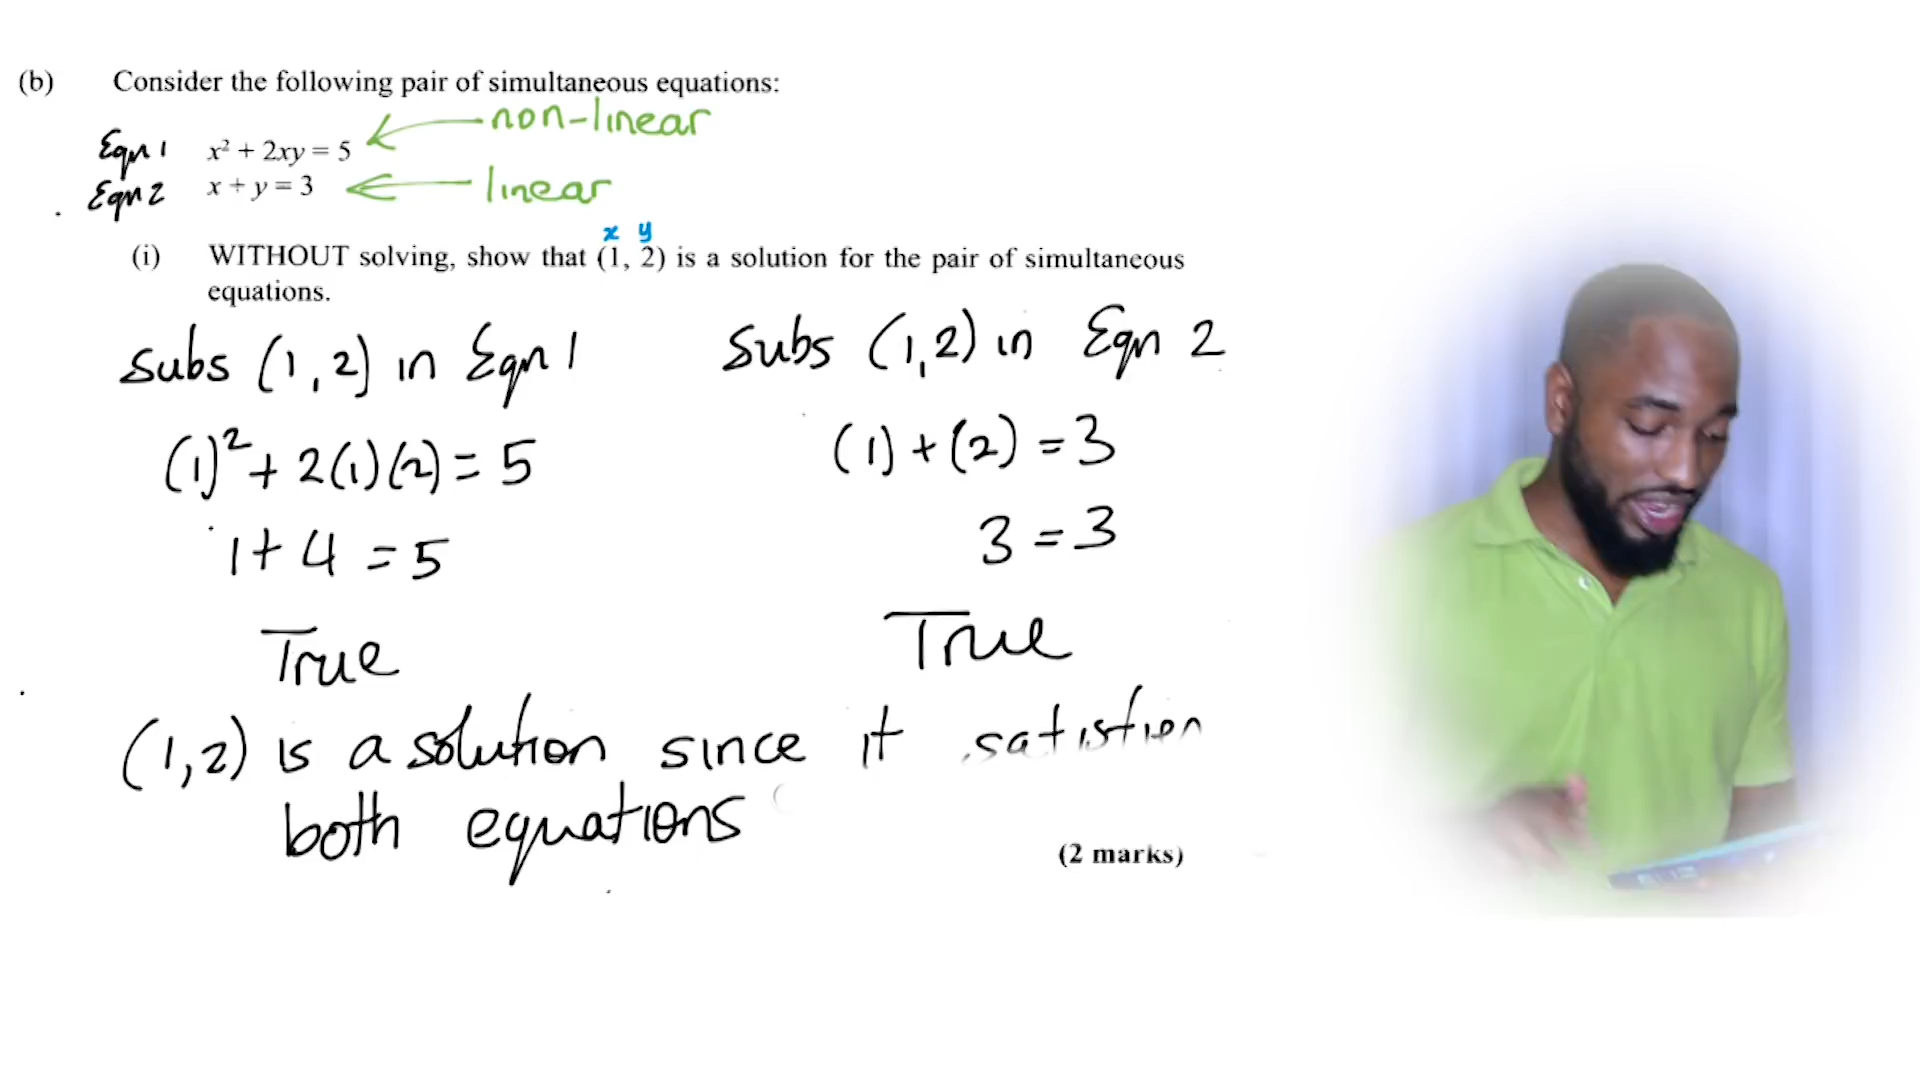 (b) Consider the following pair of simultaneous equations:
non-linear
Eqn 1 x² + 2xy = 5
Eqn 2 x + y = 3
linear
x y
(i) WITHOUT solving, show that (1, 2) is a solution for the pair of simultaneous
equations.
Subs (1,2) in Eqn 1
(1)² + 2(1)(2) = 5
1 + 4 = 5
True
Subs (1,2) in Eqn 2
(1) + (2) = 3
3 = 3
True
(1,2) is a solution since it satisfies
both equations
(2 marks)